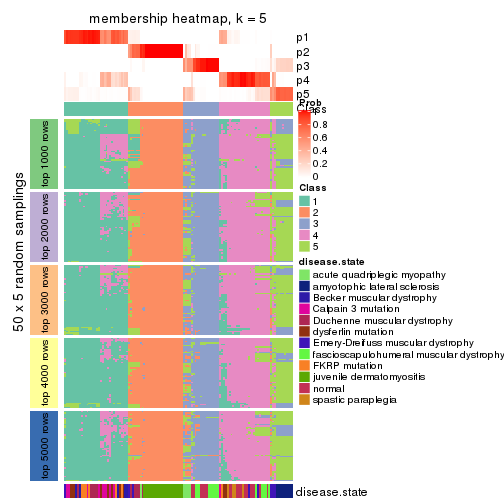 membership heatmap, k = 5
p1
p2
p3
p4
p5
Class
Prob
1
0.8
0.6
0.4
0.2
0
Class
1
2
3
4
5
disease.state
acute quadriplegic myopathy
amyotophic lateral sclerosis
Becker muscular dystrophy
Calpain 3 mutation
Duchenne muscular dystrophy
dysferlin mutation
Emery-Dreifuss muscular dystrophy
fascioscapulohumeral muscular dystrophy
FKRP mutation
juvenile dermatomyositis
normal
spastic paraplegia
50 x 5 random samplings
top 1000 rows
top 2000 rows
top 3000 rows
top 4000 rows
top 5000 rows
disease.state